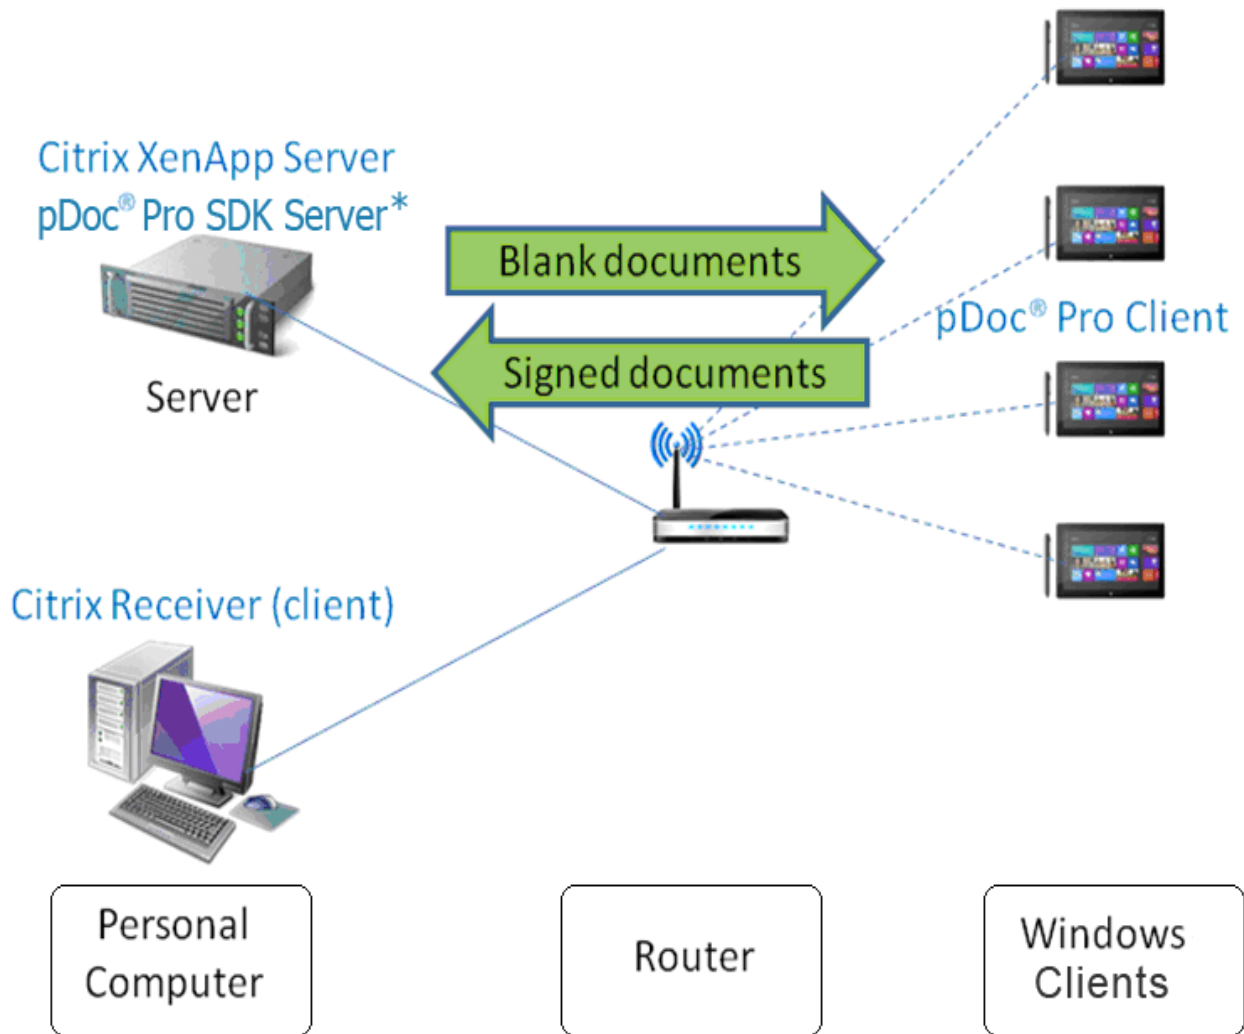 Citrix XenApp Server
pDoc® Pro SDK Server*
Blank documents
pDoc® Pro Client
Signed documents
Server
Citrix Receiver (client)
Personal
Computer
Router
Windows
Clients